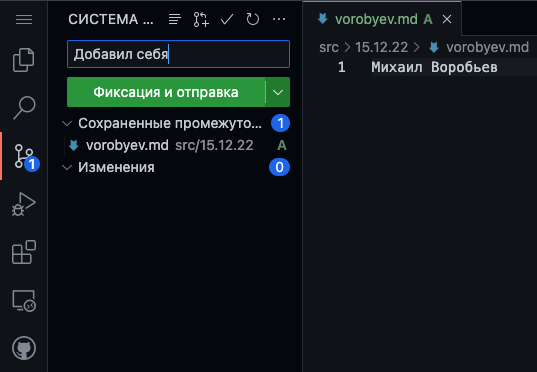 СИСТЕМА ...
Добавил себя
Фиксация и отправка
Сохраненные промежуто... 1
vorobyev.md src/15.12.22 A
Изменения 0
1
vorobyev.md A
src > 15.12.22 > vorobyev.md
1 Михаил Воробьев